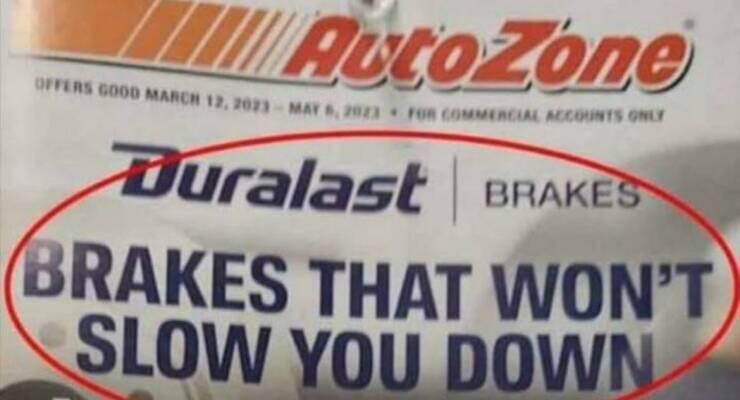 AutoZone
OFFERS GOOD MARCH 12, 2023 - MAY 6, 2023 • FOR COMMERCIAL ACCOUNTS ONLY
Duralast | BRAKES
BRAKES THAT WON'T
SLOW YOU DOWN